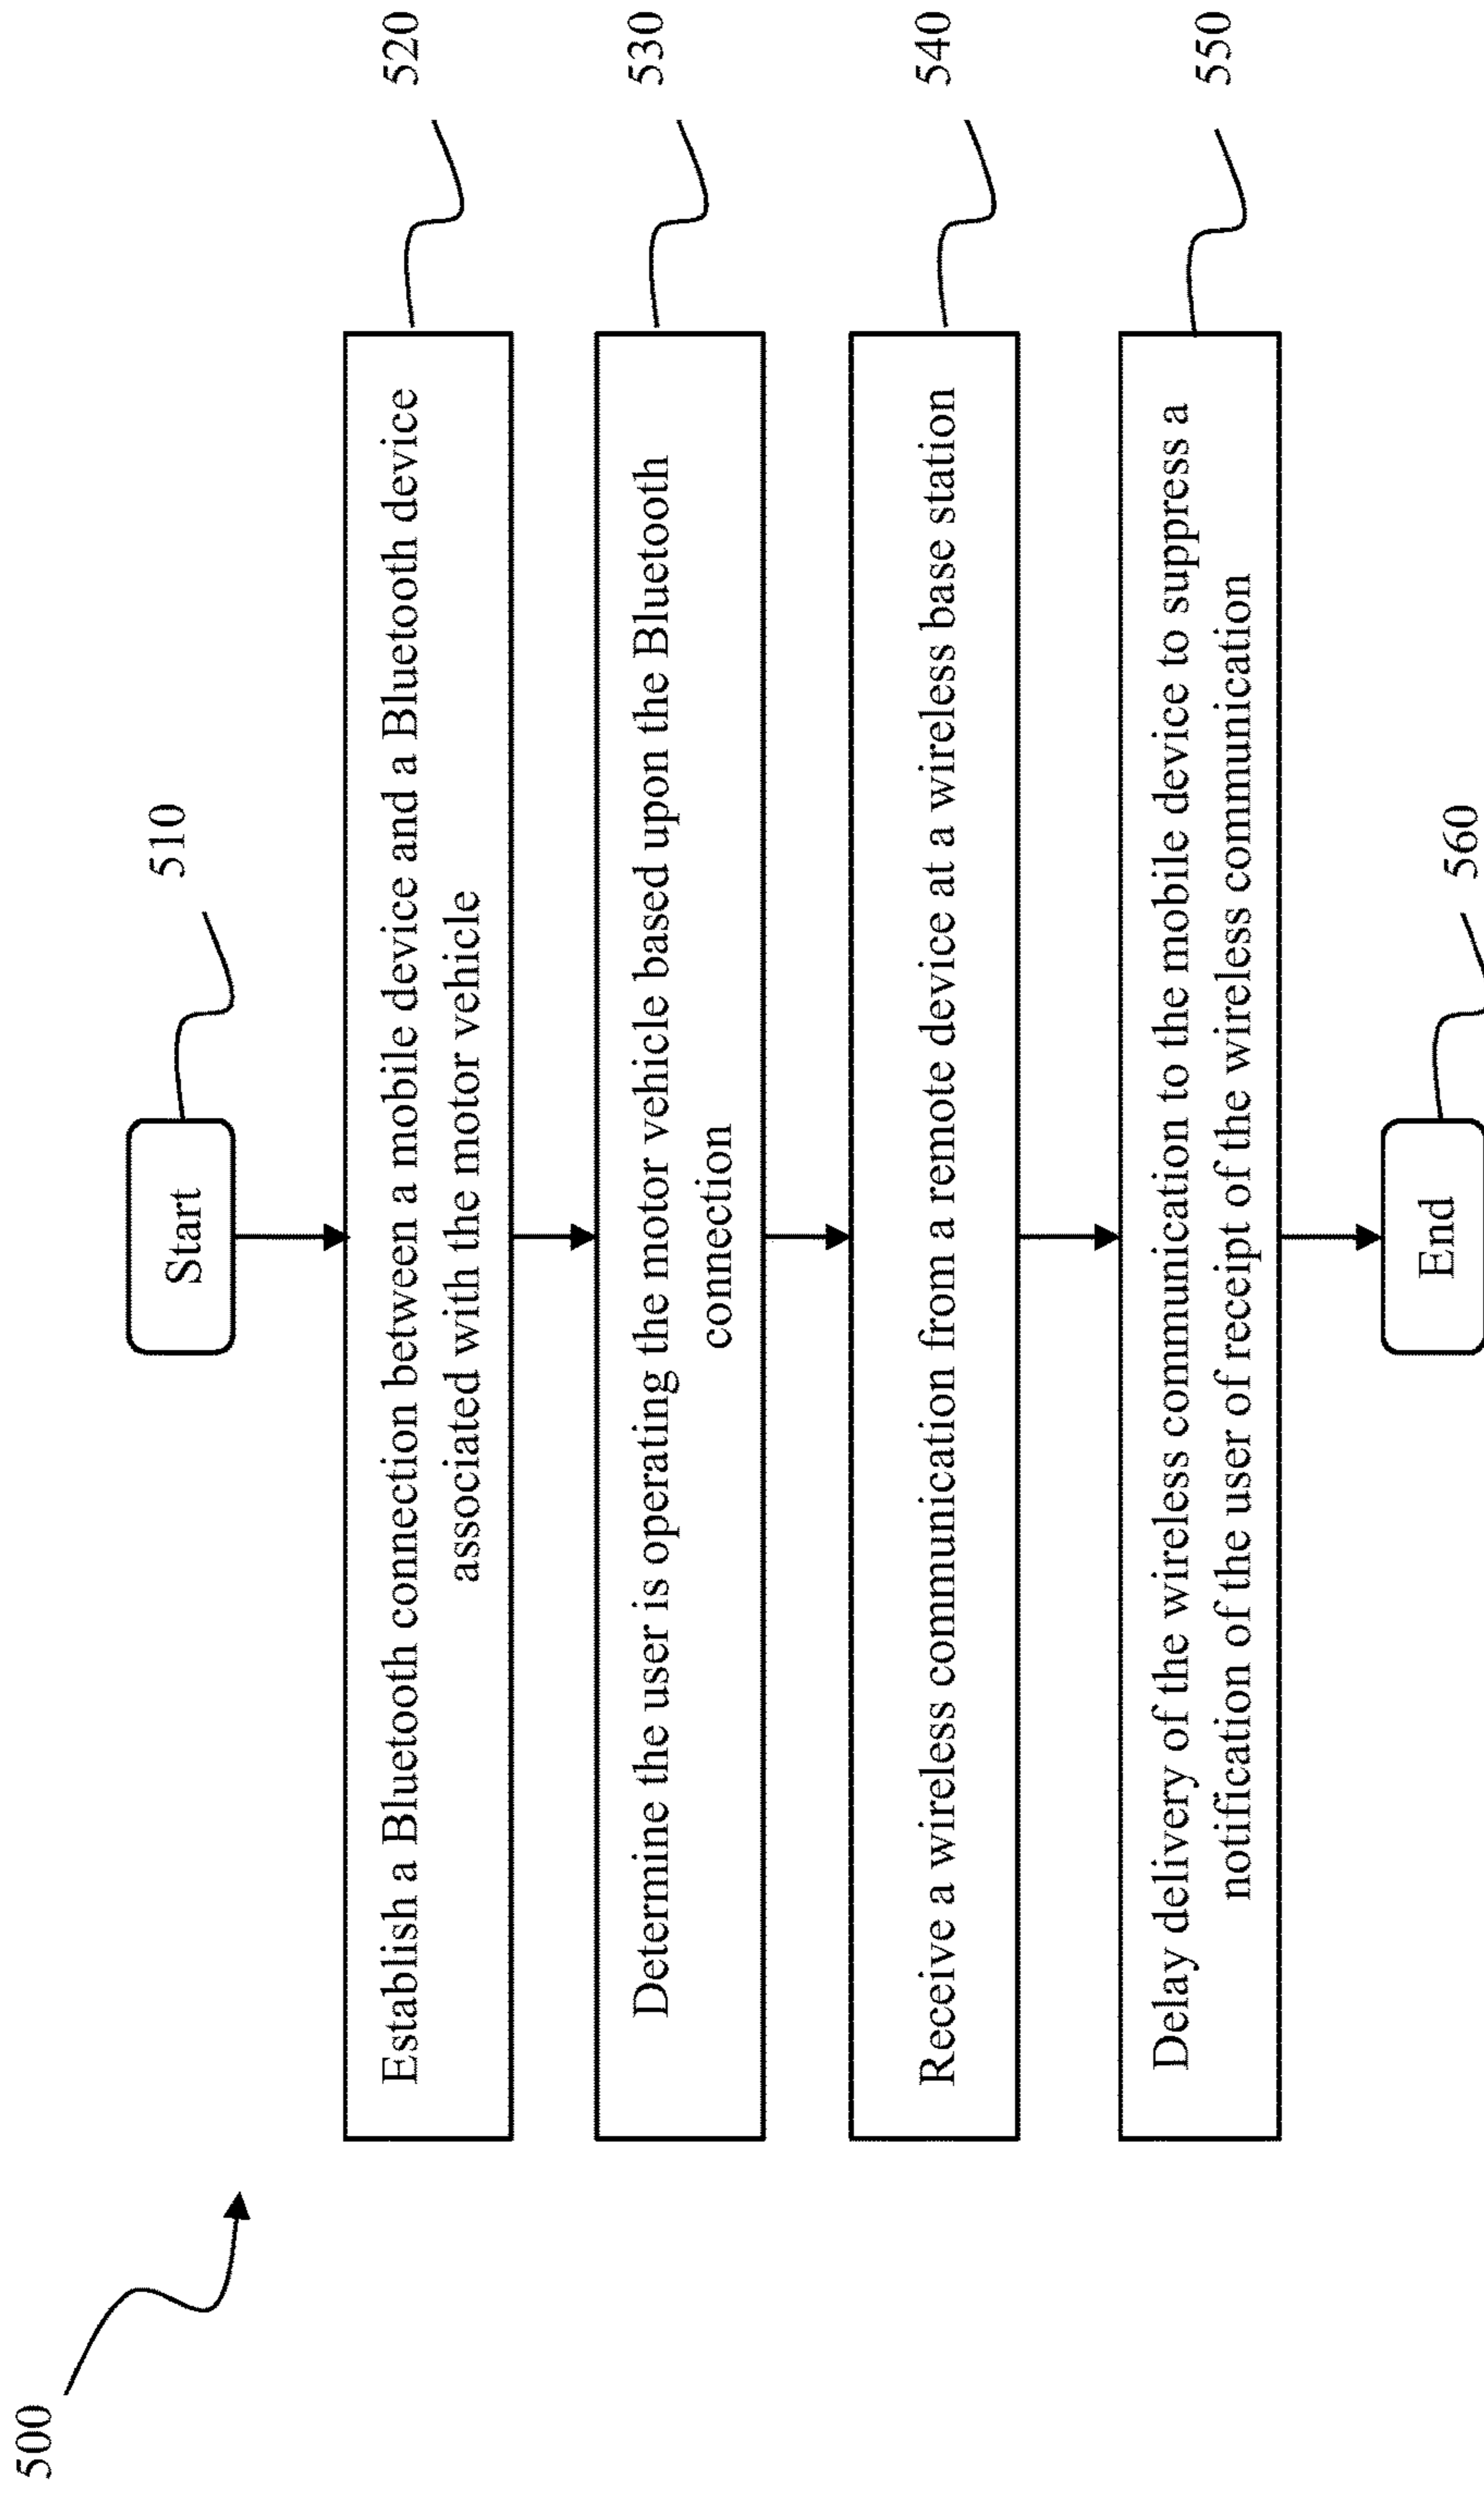 500
Start
510
Establish a Bluetooth connection between a mobile device and a Bluetooth device
associated with the motor vehicle
520
Determine the user is operating the motor vehicle based upon the Bluetooth
connection
530
Receive a wireless communication from a remote device at a wireless base station
540
Delay delivery of the wireless communication to the mobile device to suppress a
notification of the user of receipt of the wireless communication
550
End
560